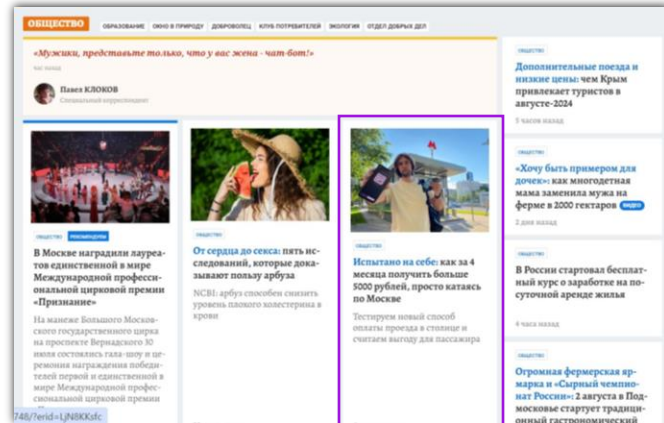 ОБЩЕСТВО
ОБРАЗОВАНИЕ ОКНО В ПРИРОДУ ДОБРОВОЛЕЦ КЛУБ ПОТРЕБИТЕЛЕЙ ЭКОЛОГИЯ ОТДЕЛ ДОБРЫХ ДЕЛ
«Мужики, представьте только, что у вас жена - чат-бот!»
час назад
Павел КЛОКОВ
Специальный корреспондент
ОБЩЕСТВО
В Москве наградили лауреа-
тов единственной в мире
Международной професси-
ональной цирковой премии
«Признание»
На манеже Большого Москов-
ского государственного цирка
на проспекте Вернадского 30
июля состоялись гала-шоу и це-
ремония награждения победи-
телей первой и единственной в
мире Международной профес-
сиональной цирковой премии
748/?erid=LjN8KKsfc
ОБЩЕСТВО
От сердца до секса: пять ис-
следований, которые дока-
зывают пользу арбуза
NCBI: арбуз способен снизить
уровень плохого холестерина в
крови
ОБЩЕСТВО
Испытано на себе: как за 4
месяца получить больше
5000 рублей, просто катаясь
по Москве
Тестируем новый способ
оплаты проезда в столице и
считаем выгоду для пассажира
ОБЩЕСТВО
Дополнительные поезда и
низкие цены: чем Крым
привлекает туристов в
августе-2024
5 часов назад
ОБЩЕСТВО
«Хочу быть примером для
дочек»: как многодетная
мама заменила мужа на
ферме в 2000 гектаров ВИДЕО
2 дня назад
ОБЩЕСТВО
В России стартовал бесплат-
ный курс о заработке на по-
суточной аренде жилья
4 часа назад
ОБЩЕСТВО
Огромная фермерская яр-
марка и «Сырный чемпио-
нат России»: 2 августа в Под-
московье стартует традици-
онный гастрономический